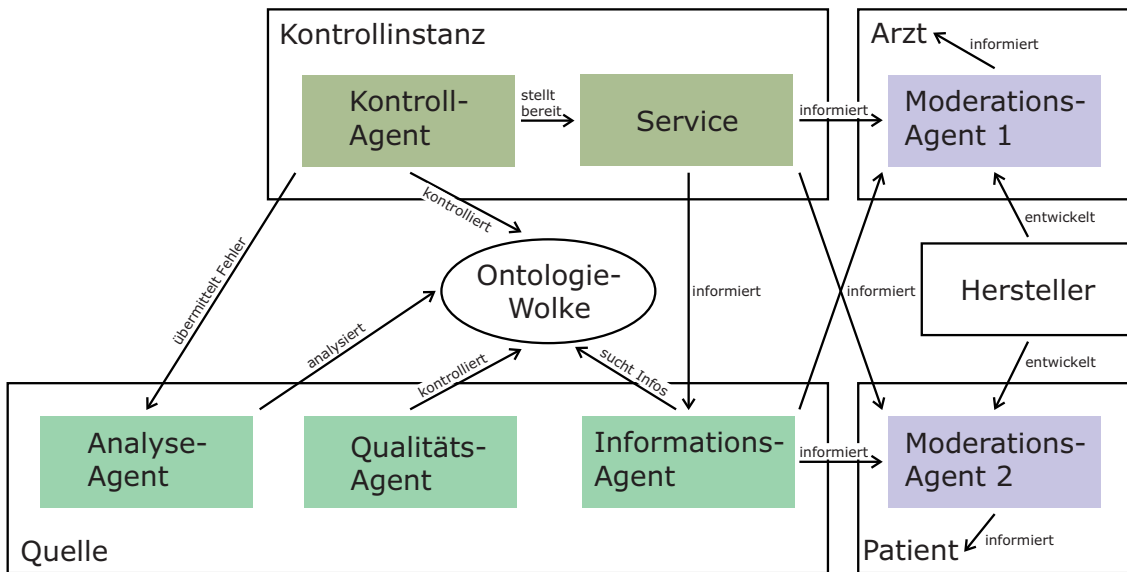 Kontrollinstanz
Arzt
informiert
Kontroll-
Agent
stellt
bereit
Service
informiert
Moderations-
Agent 1
kontrolliert
entwickelt
übermittelt Fehler
Ontologie-
Wolke
informiert
informiert
Hersteller
analysiert
kontrolliert
sucht Infos
entwickelt
Analyse-
Agent
Qualitäts-
Agent
Informations-
Agent
informiert
Moderations-
Agent 2
Quelle
Patient
informiert